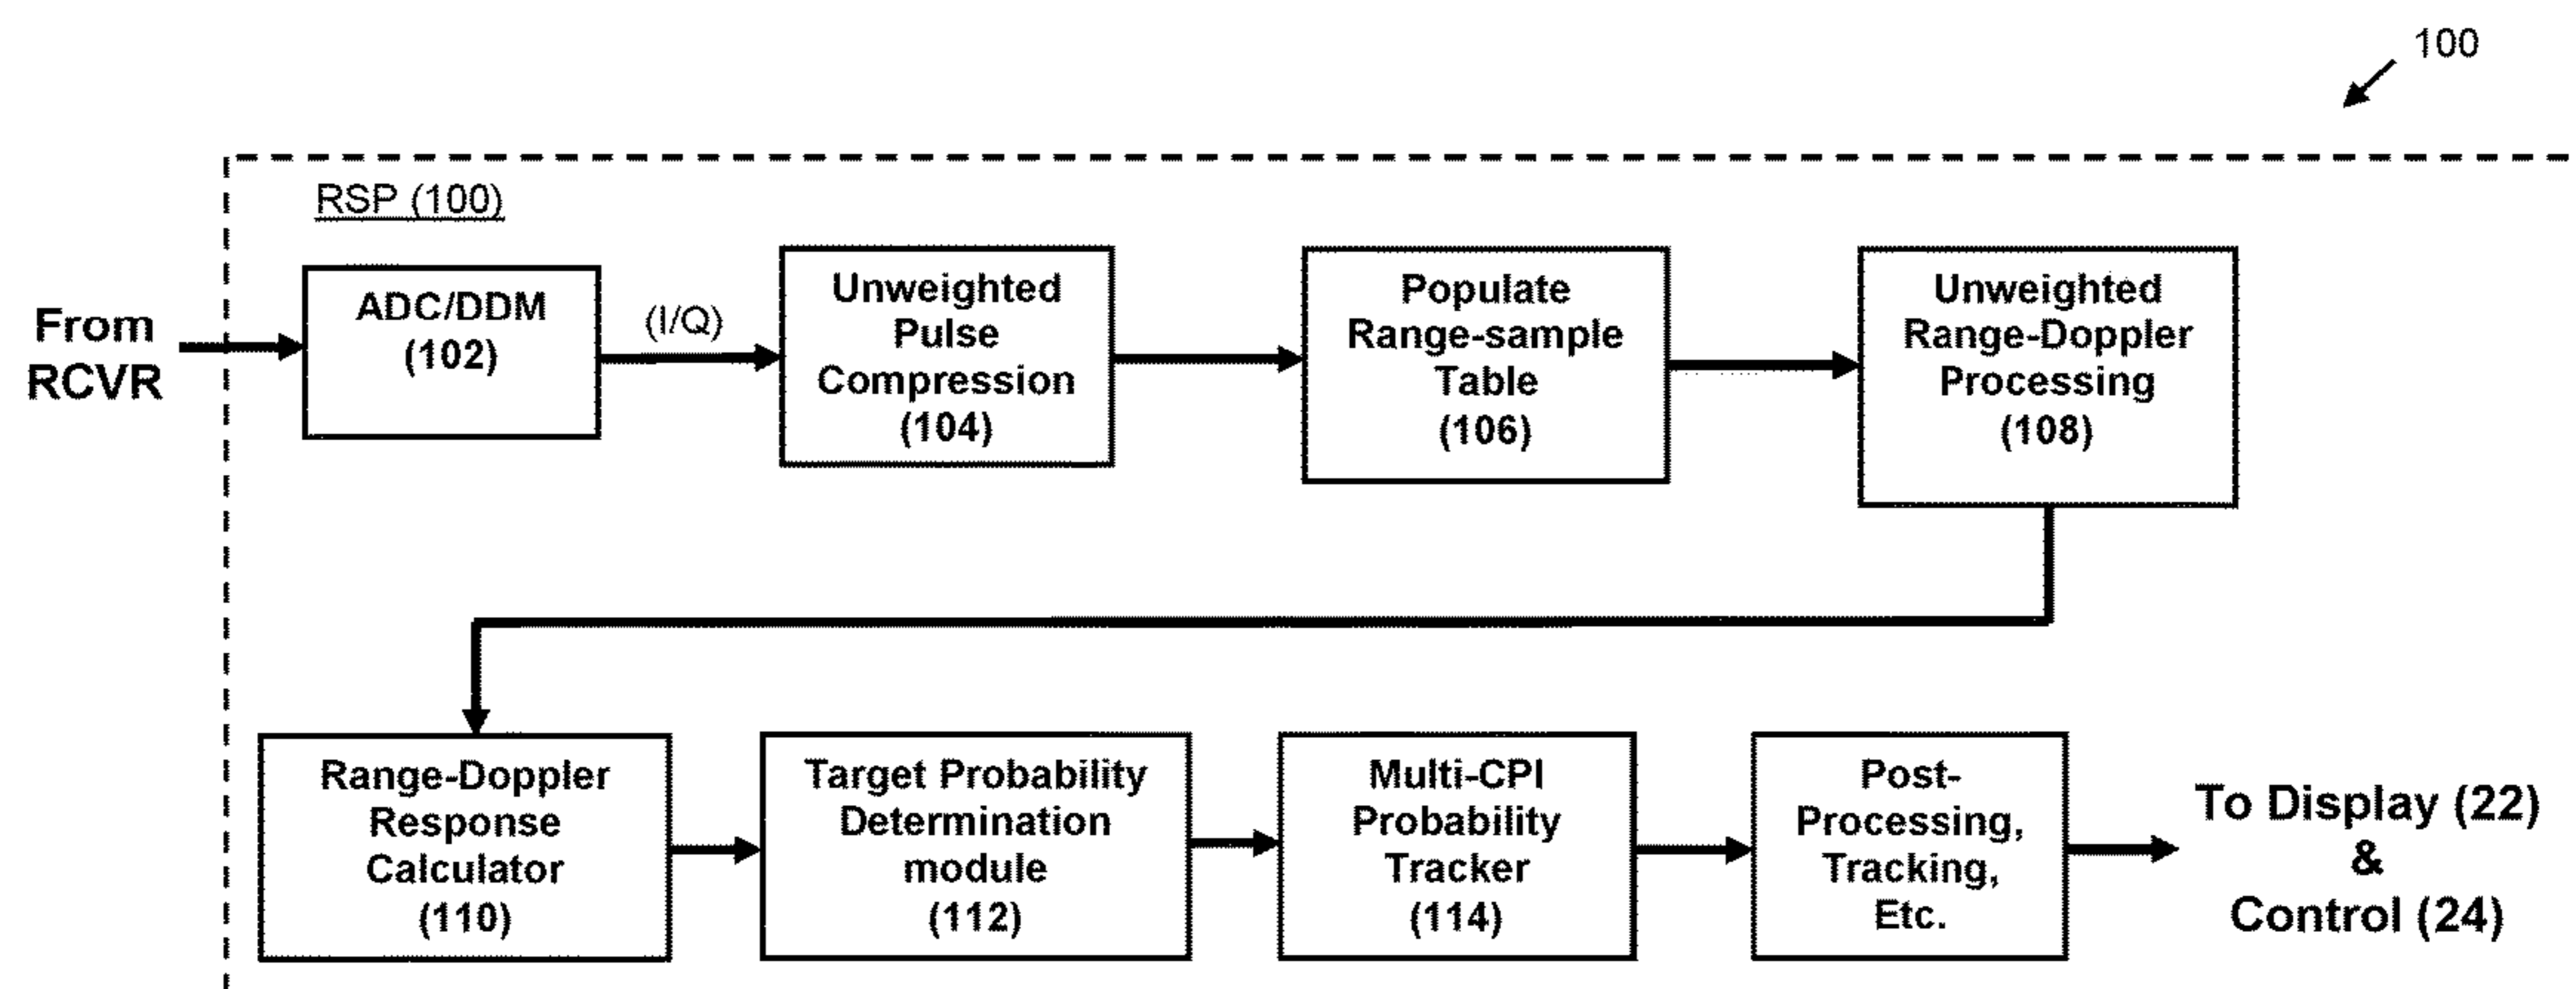 100
RSP (100)
From
RCVR
ADC/DDM
(102)
(I/Q)
Unweighted
Pulse
Compression
(104)
Populate
Range-sample
Table
(106)
Unweighted
Range-Doppler
Processing
(108)
Range-Doppler
Response
Calculator
(110)
Target Probability
Determination
module
(112)
Multi-CPI
Probability
Tracker
(114)
Post-
Processing,
Tracking,
Etc.
To Display (22)
&
Control (24)